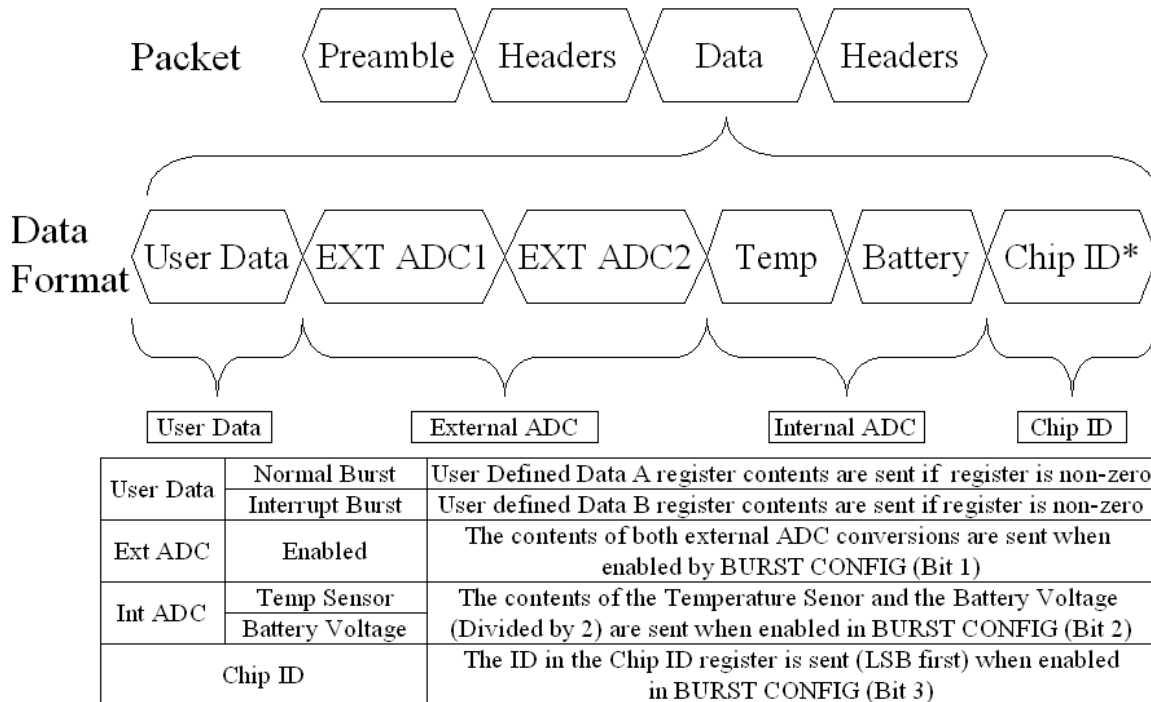 Packet
Preamble Headers Data Headers
Data
Format
User Data EXT ADC1 EXT ADC2 Temp Battery Chip ID*
User Data External ADC Internal ADC Chip ID
User Data
Normal Burst User Defined Data A register contents are sent if register is non-zero
Interrupt Burst User defined Data B register contents are sent if register is non-zero
Ext ADC Enabled
The contents of both external ADC conversions are sent when
enabled by BURST CONFIG (Bit 1)
Int ADC
Temp Sensor
Battery Voltage
The contents of the Temperature Senor and the Battery Voltage
(Divided by 2) are sent when enabled in BURST CONFIG (Bit 2)
Chip ID
The ID in the Chip ID register is sent (LSB first) when enabled
in BURST CONFIG (Bit 3)